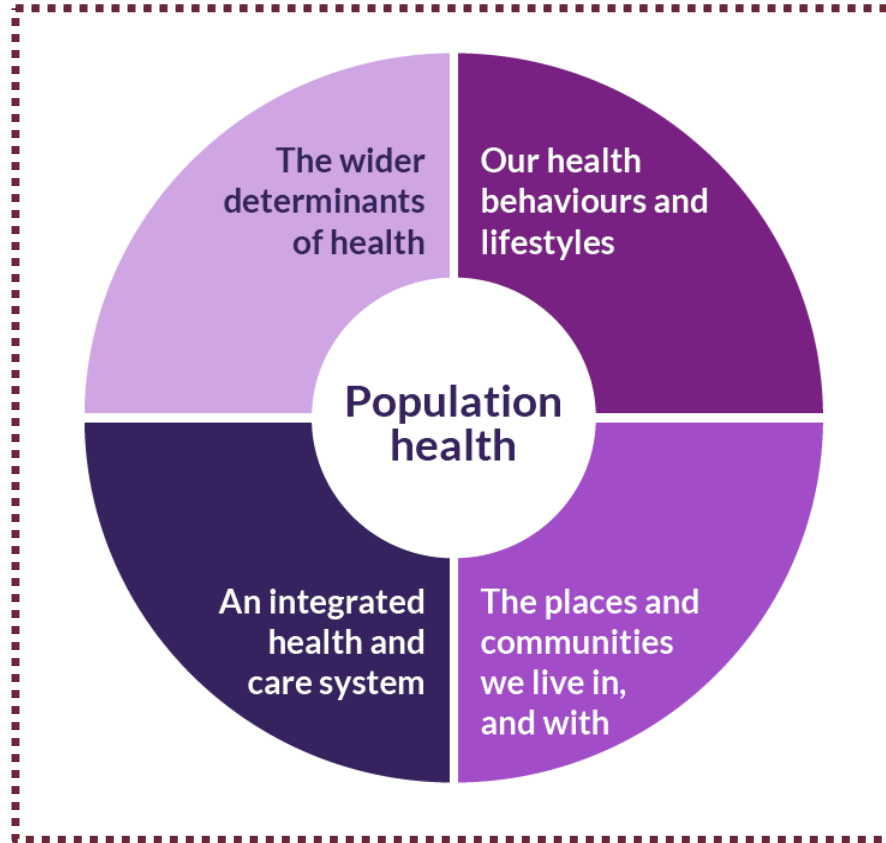 The wider
determinants
of health
Our health
behaviours and
lifestyles
Population
health
An integrated
health and
care system
The places and
communities
we live in,
and with